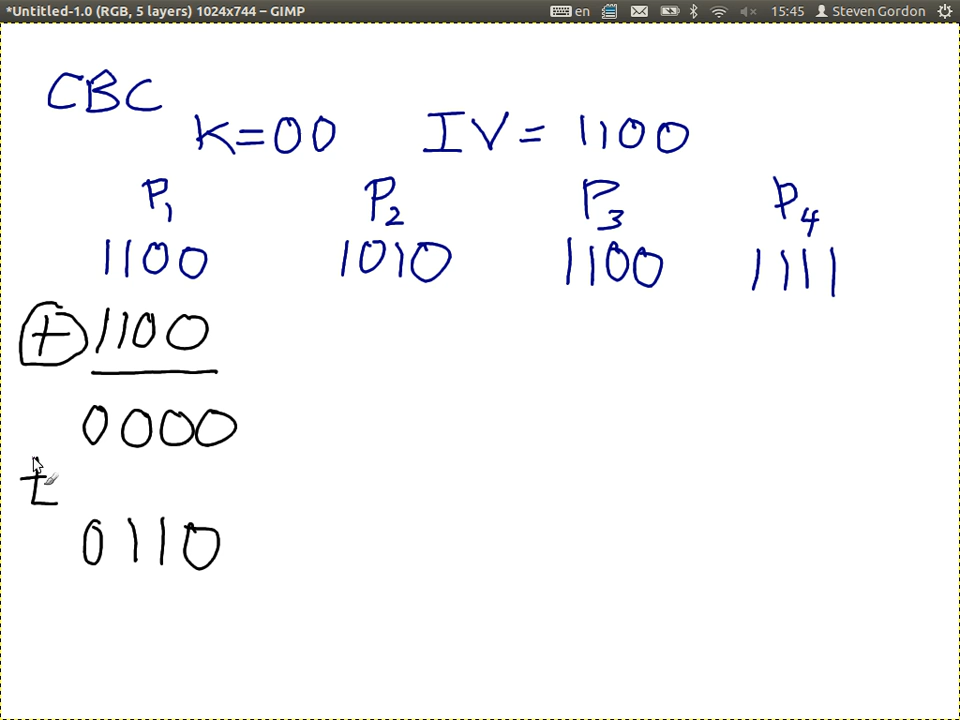 *Untitled-1.0 (RGB, 5 layers) 1024x744 – GIMP en 15:45 Steven Gordon
CBC
K=00 IV = 1100
P1 P2 P3 P4
1100 1010 1100 1111
⊕ 1100
0000
E
0110